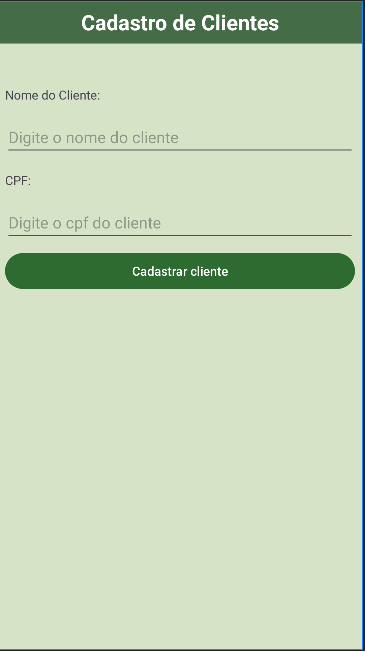 Cadastro de Clientes
Nome do Cliente:
Digite o nome do cliente
CPF:
Digite o cpf do cliente
Cadastrar cliente